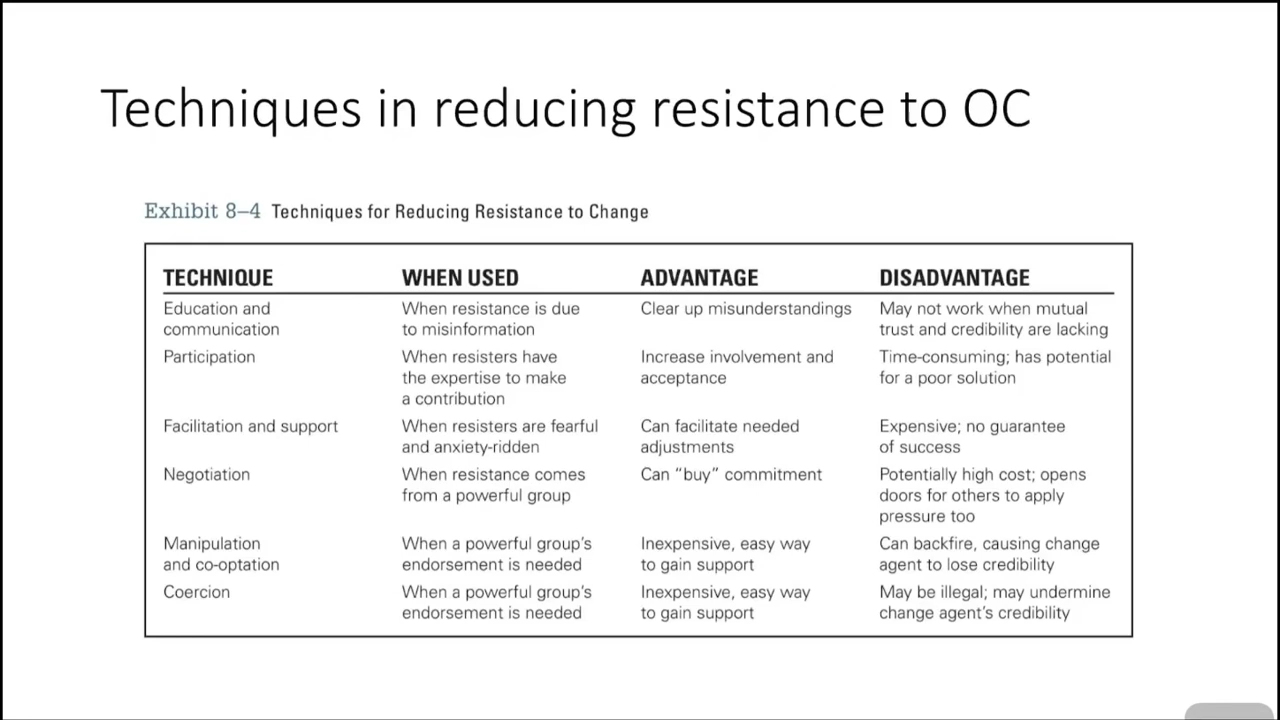 Techniques in reducing resistance to OC
Exhibit 8–4 Techniques for Reducing Resistance to Change
TECHNIQUE WHEN USED ADVANTAGE DISADVANTAGE
Education and When resistance is due Clear up misunderstandings May not work when mutual
communication to misinformation trust and credibility are lacking
Participation When resisters have Increase involvement and Time-consuming; has potential
the expertise to make acceptance for a poor solution
a contribution
Facilitation and support When resisters are fearful Can facilitate needed Expensive; no guarantee
and anxiety-ridden adjustments of success
Negotiation When resistance comes Can “buy” commitment Potentially high cost; opens
from a powerful group doors for others to apply
pressure too
Manipulation When a powerful group’s Inexpensive, easy way Can backfire, causing change
and co-optation endorsement is needed to gain support agent to lose credibility
Coercion When a powerful group’s Inexpensive, easy way May be illegal; may undermine
endorsement is needed to gain support change agent’s credibility